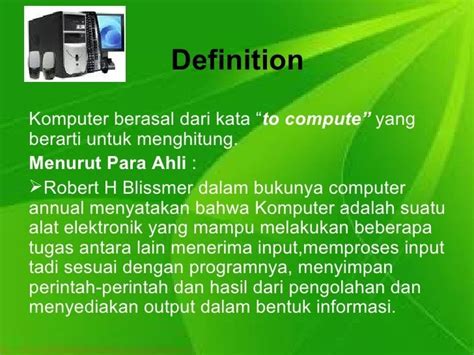 Definition
Komputer berasal dari kata “to compute” yang
berarti untuk menghitung.
Menurut Para Ahli :
➢Robert H Blissmer dalam bukunya computer
annual menyatakan bahwa Komputer adalah suatu
alat elektronik yang mampu melakukan beberapa
tugas antara lain menerima input,memproses input
tadi sesuai dengan programnya, menyimpan
perintah-perintah dan hasil dari pengolahan dan
menyediakan output dalam bentuk informasi.